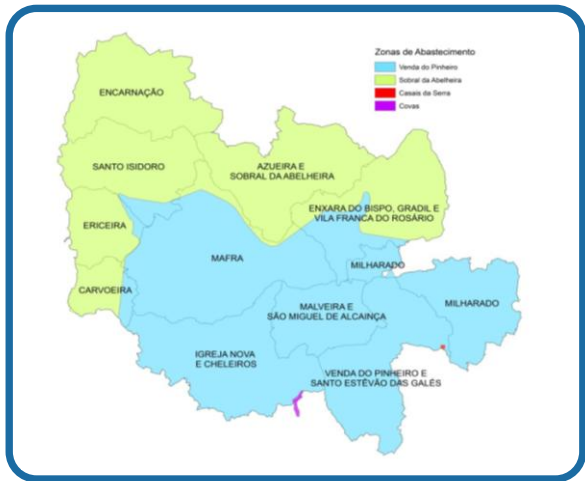 Zonas de Abastecimento
Venda do Pinheiro
Sobral da Abelheira
Casais da Serra
Covas
ENCARNAÇÃO
SANTO ISIDORO
AZUEIRA E
SOBRAL DA ABELHEIRA
ENXARA DO BISPO, GRADIL E
VILA FRANCA DO ROSÁRIO
ERICEIRA
MAFRA
MILHARADO
CARVOEIRA
MALVEIRA E
SÃO MIGUEL DE ALCAINÇA
MILHARADO
IGREJA NOVA
E CHELEIROS
VENDA DO PINHEIRO E
SANTO ESTÊVÃO DAS GALÉS